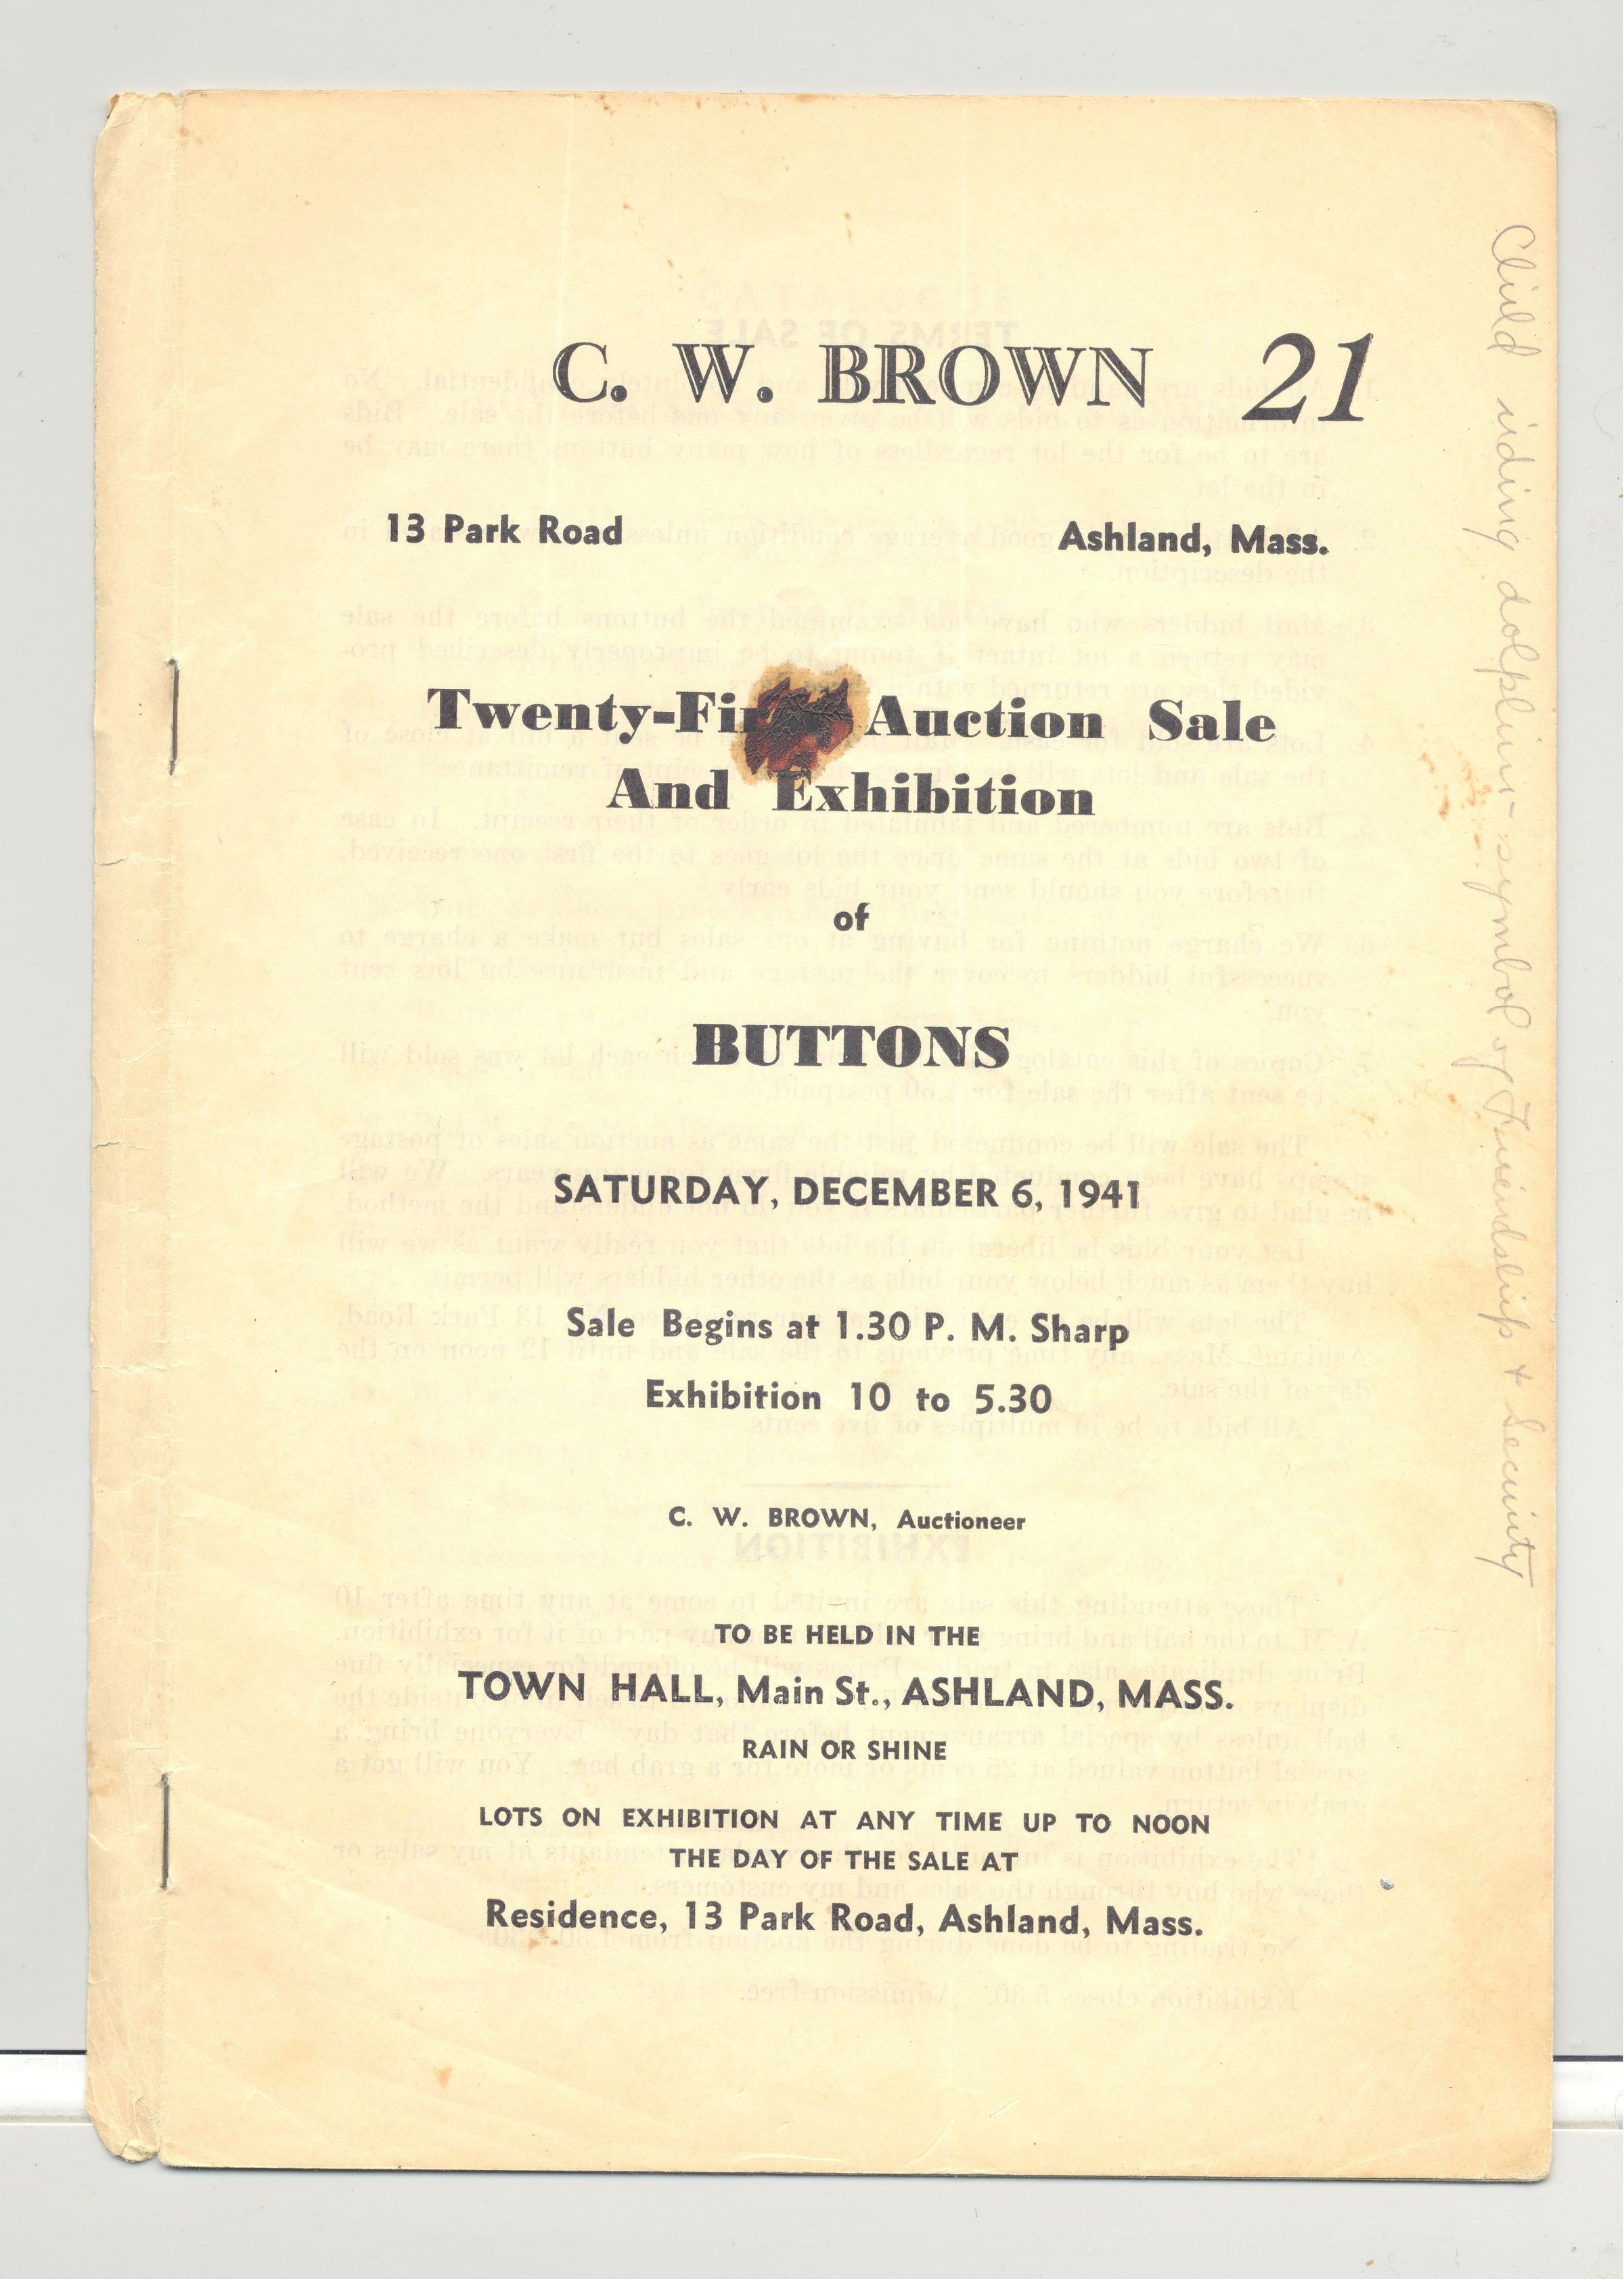 C. W. BROWN 21
13 Park Road Ashland, Mass.
Twenty-Fir Auction Sale
And Exhibition
of
BUTTONS
SATURDAY, DECEMBER 6, 1941
Sale Begins at 1.30 P. M. Sharp
Exhibition 10 to 5.30
C. W. BROWN, Auctioneer
TO BE HELD IN THE
TOWN HALL, Main St., ASHLAND, MASS.
RAIN OR SHINE
LOTS ON EXHIBITION AT ANY TIME UP TO NOON
THE DAY OF THE SALE AT
Residence, 13 Park Road, Ashland, Mass.
Child riding dolphin - symbol of Friendship + Security